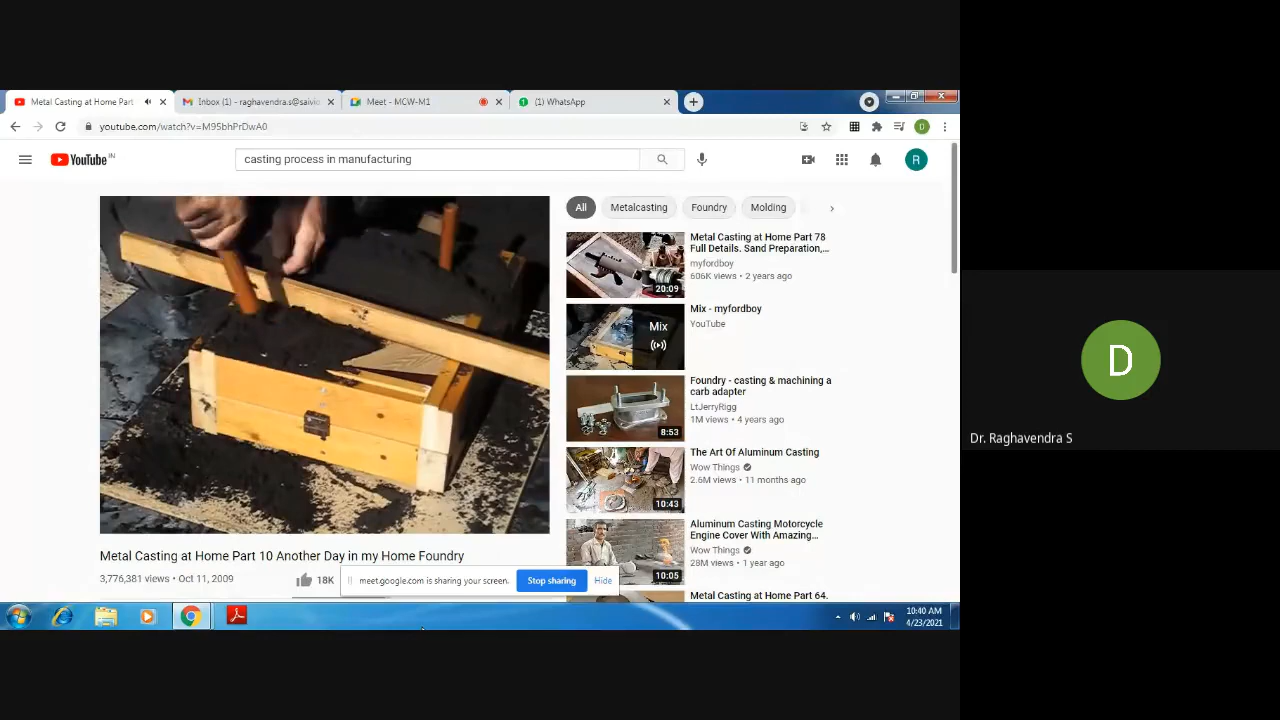 Metal Casting at Home Part
Inbox (1) - raghavendra.s@saivid
Meet - MCW-M1
(1) WhatsApp
youtube.com/watch?v=M95bhPrDwA0
D
YouTube IN
casting process in manufacturing
R
All
Metalcasting
Foundry
Molding
Metal Casting at Home Part 78
Full Details. Sand Preparation,...
myfordboy
606K views • 2 years ago
20:09
Mix - myfordboy
YouTube
Mix
Foundry - casting & machining a
carb adapter
LtJerryRigg
1M views • 4 years ago
8:53
The Art Of Aluminum Casting
Wow Things
2.6M views • 11 months ago
10:43
Aluminum Casting Motorcycle
Engine Cover With Amazing...
Wow Things
28M views • 1 year ago
10:05
Metal Casting at Home Part 64.
Metal Casting at Home Part 10 Another Day in my Home Foundry
3,776,381 views • Oct 11, 2009
18K
meet.google.com is sharing your screen.
Stop sharing
Hide
10:40 AM
4/23/2021
D
Dr. Raghavendra S